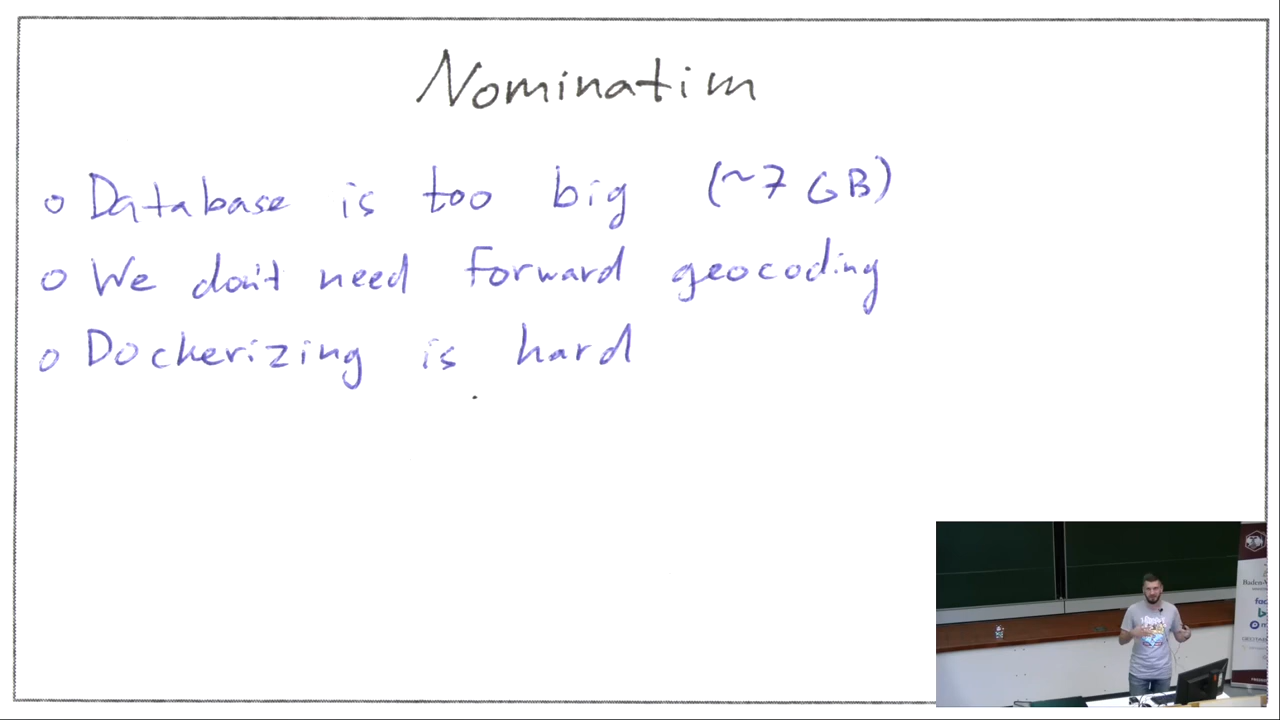 Nominatim
o Database is too big (~7 GB)
o We don't need forward geocoding
o Dockerizing is hard